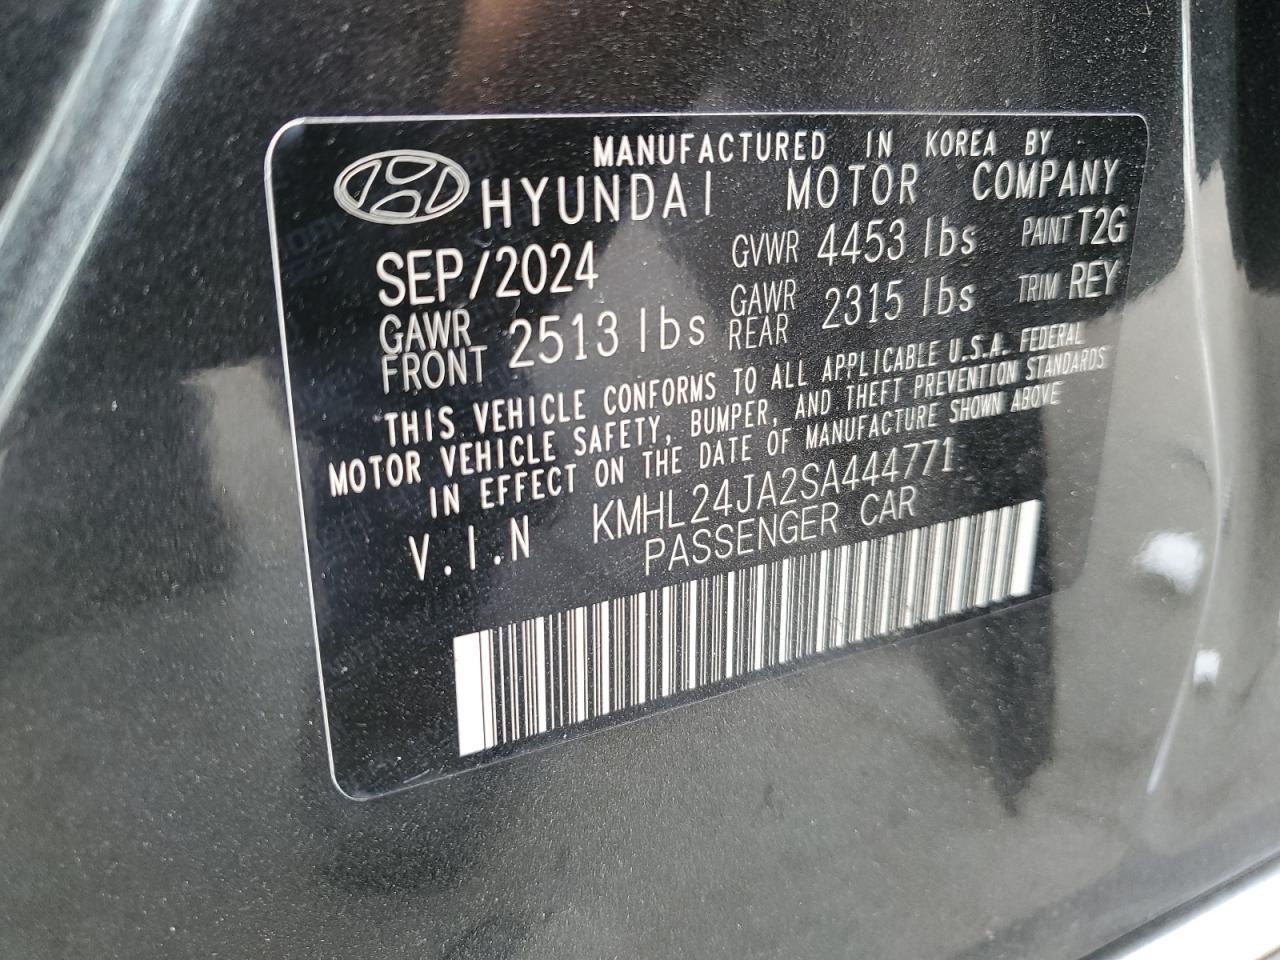 MANUFACTURED IN KOREA BY
HYUNDAI MOTOR COMPANY
SEP/2024 GVWR 4453 lbs PAINT T2G
GAWR FRONT 2513 lbs GAWR REAR 2315 lbs TRIM REY
THIS VEHICLE CONFORMS TO ALL APPLICABLE U.S.A. FEDERAL
MOTOR VEHICLE SAFETY, BUMPER, AND THEFT PREVENTION STANDARDS
IN EFFECT ON THE DATE OF MANUFACTURE SHOWN ABOVE
V.I.N KMHL24JA2SA444771
PASSENGER CAR